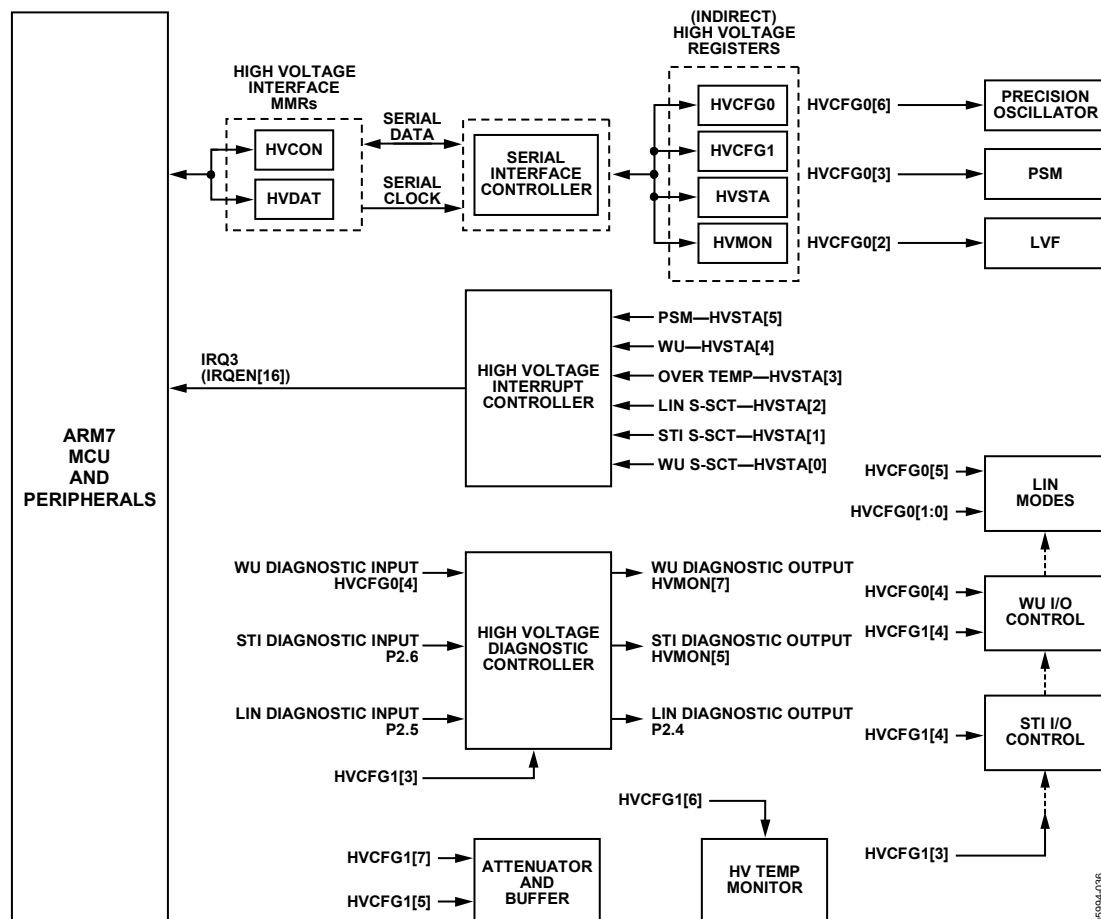 (INDIRECT)
HIGH VOLTAGE
REGISTERS
HIGH VOLTAGE
INTERFACE
MMRs
HVCON
HVDAT
SERIAL
DATA
SERIAL
CLOCK
SERIAL
INTERFACE
CONTROLLER
HVCFG0
HVCFG1
HVSTA
HVMON
HVCFG0[6]
PRECISION
OSCILLATOR
HVCFG0[3]
PSM
HVCFG0[2]
LVF
ARM7
MCU
AND
PERIPHERALS
IRQ3
(IRQEN[16])
HIGH VOLTAGE
INTERRUPT
CONTROLLER
PSM—HVSTA[5]
WU—HVSTA[4]
OVER TEMP—HVSTA[3]
LIN S-SCT—HVSTA[2]
STI S-SCT—HVSTA[1]
WU S-SCT—HVSTA[0]
HVCFG0[5]
HVCFG0[1:0]
LIN
MODES
WU DIAGNOSTIC INPUT
HVCFG0[4]
STI DIAGNOSTIC INPUT
P2.6
LIN DIAGNOSTIC INPUT
P2.5
HIGH VOLTAGE
DIAGNOSTIC
CONTROLLER
WU DIAGNOSTIC OUTPUT
HVMON[7]
STI DIAGNOSTIC OUTPUT
HVMON[5]
LIN DIAGNOSTIC OUTPUT
P2.4
HVCFG1[3]
HVCFG0[4]
HVCFG1[4]
WU I/O
CONTROL
HVCFG1[4]
STI I/O
CONTROL
HVCFG1[3]
HVCFG1[7]
HVCFG1[5]
ATTENUATOR
AND
BUFFER
HVCFG1[6]
HV TEMP
MONITOR
05994-036